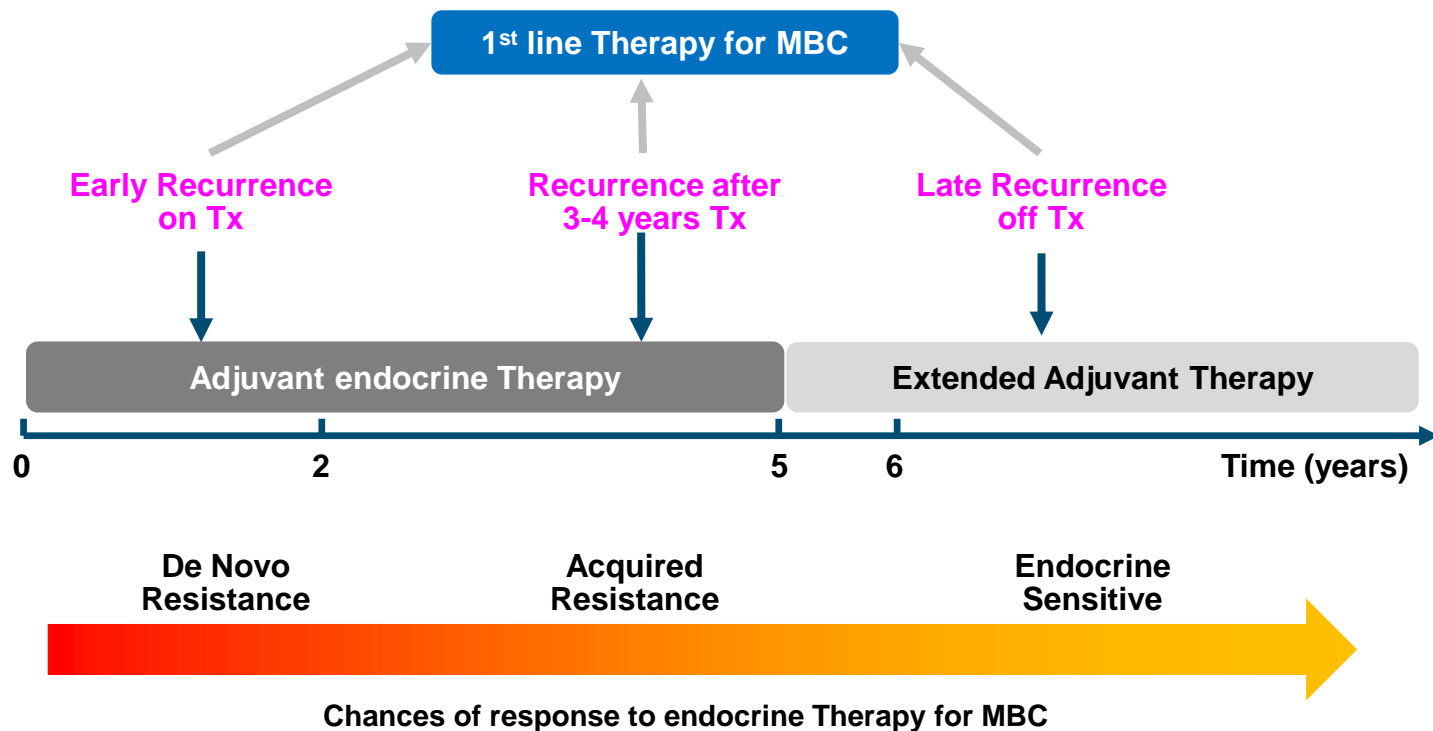 1st line Therapy for MBC
Early Recurrence
on Tx
Recurrence after
3-4 years Tx
Late Recurrence
off Tx
Adjuvant endocrine Therapy
Extended Adjuvant Therapy
0
2
5
6
Time (years)
De Novo
Resistance
Acquired
Resistance
Endocrine
Sensitive
Chances of response to endocrine Therapy for MBC